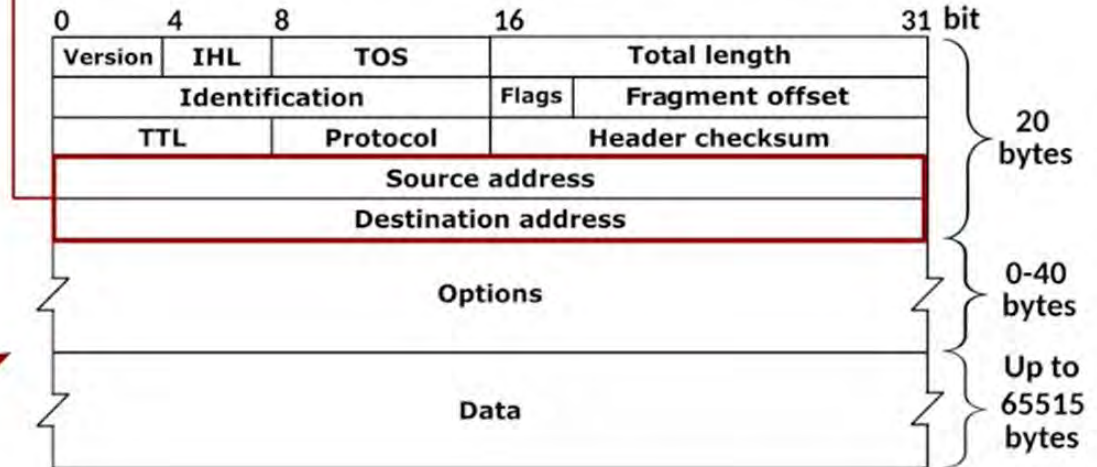 0 4 8 16 31 bit
Version IHL TOS Total length
Identification Flags Fragment offset
TTL Protocol Header checksum
Source address
Destination address
Options
Data
20
bytes
0-40
bytes
Up to
65515
bytes